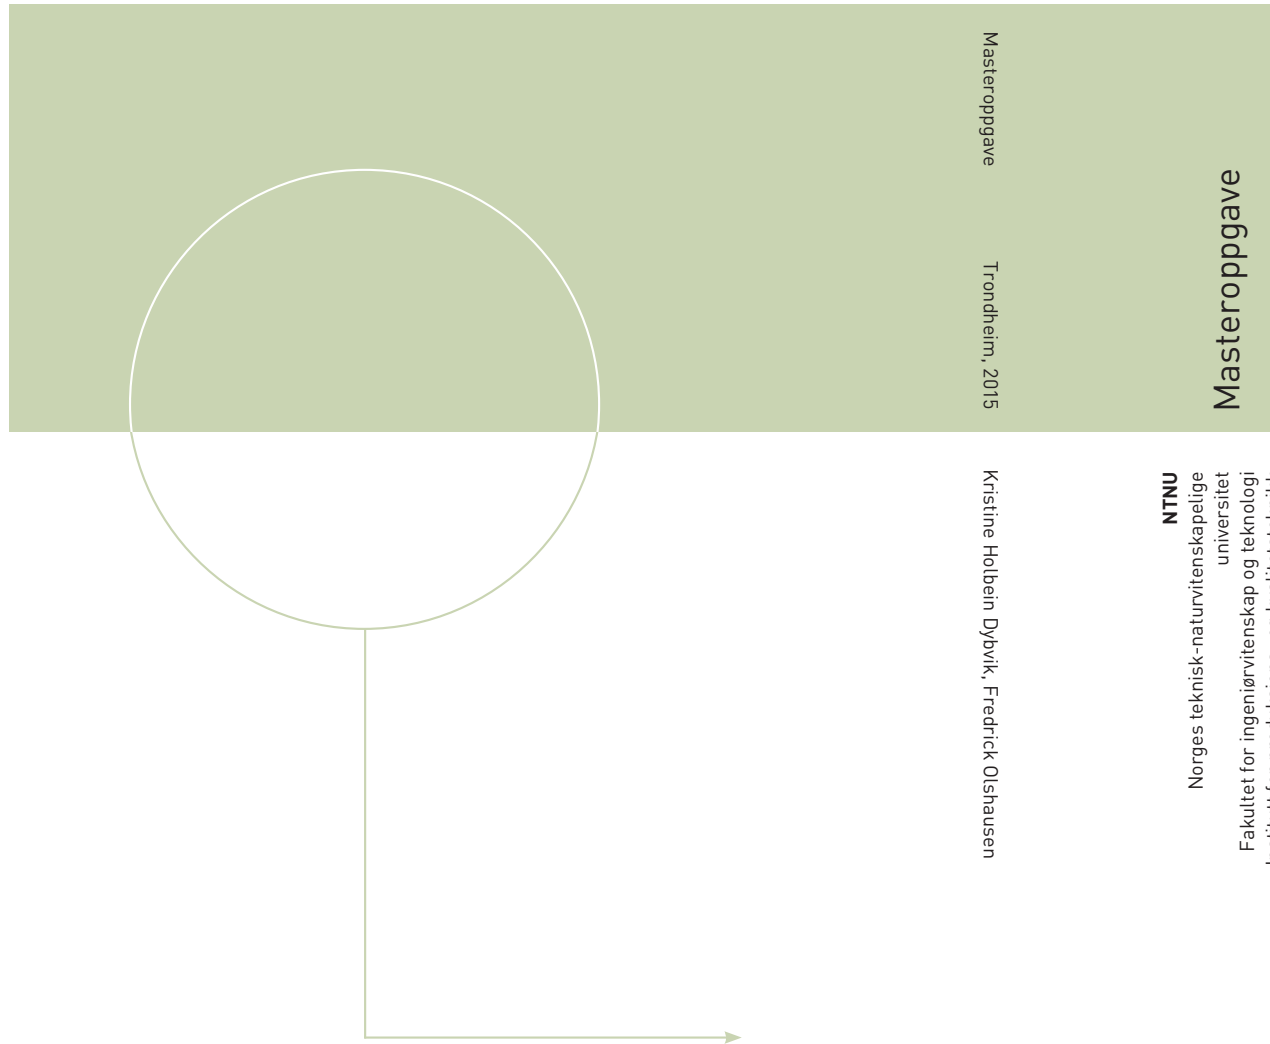 Masteroppgave
Trondheim, 2015
Kristine Holbein Dybvik, Fredrick Olshausen
Masteroppgave
NTNU
Norges teknisk-naturvitenskapelige
universitet
Fakultet for ingeniørvitenskap og teknologi